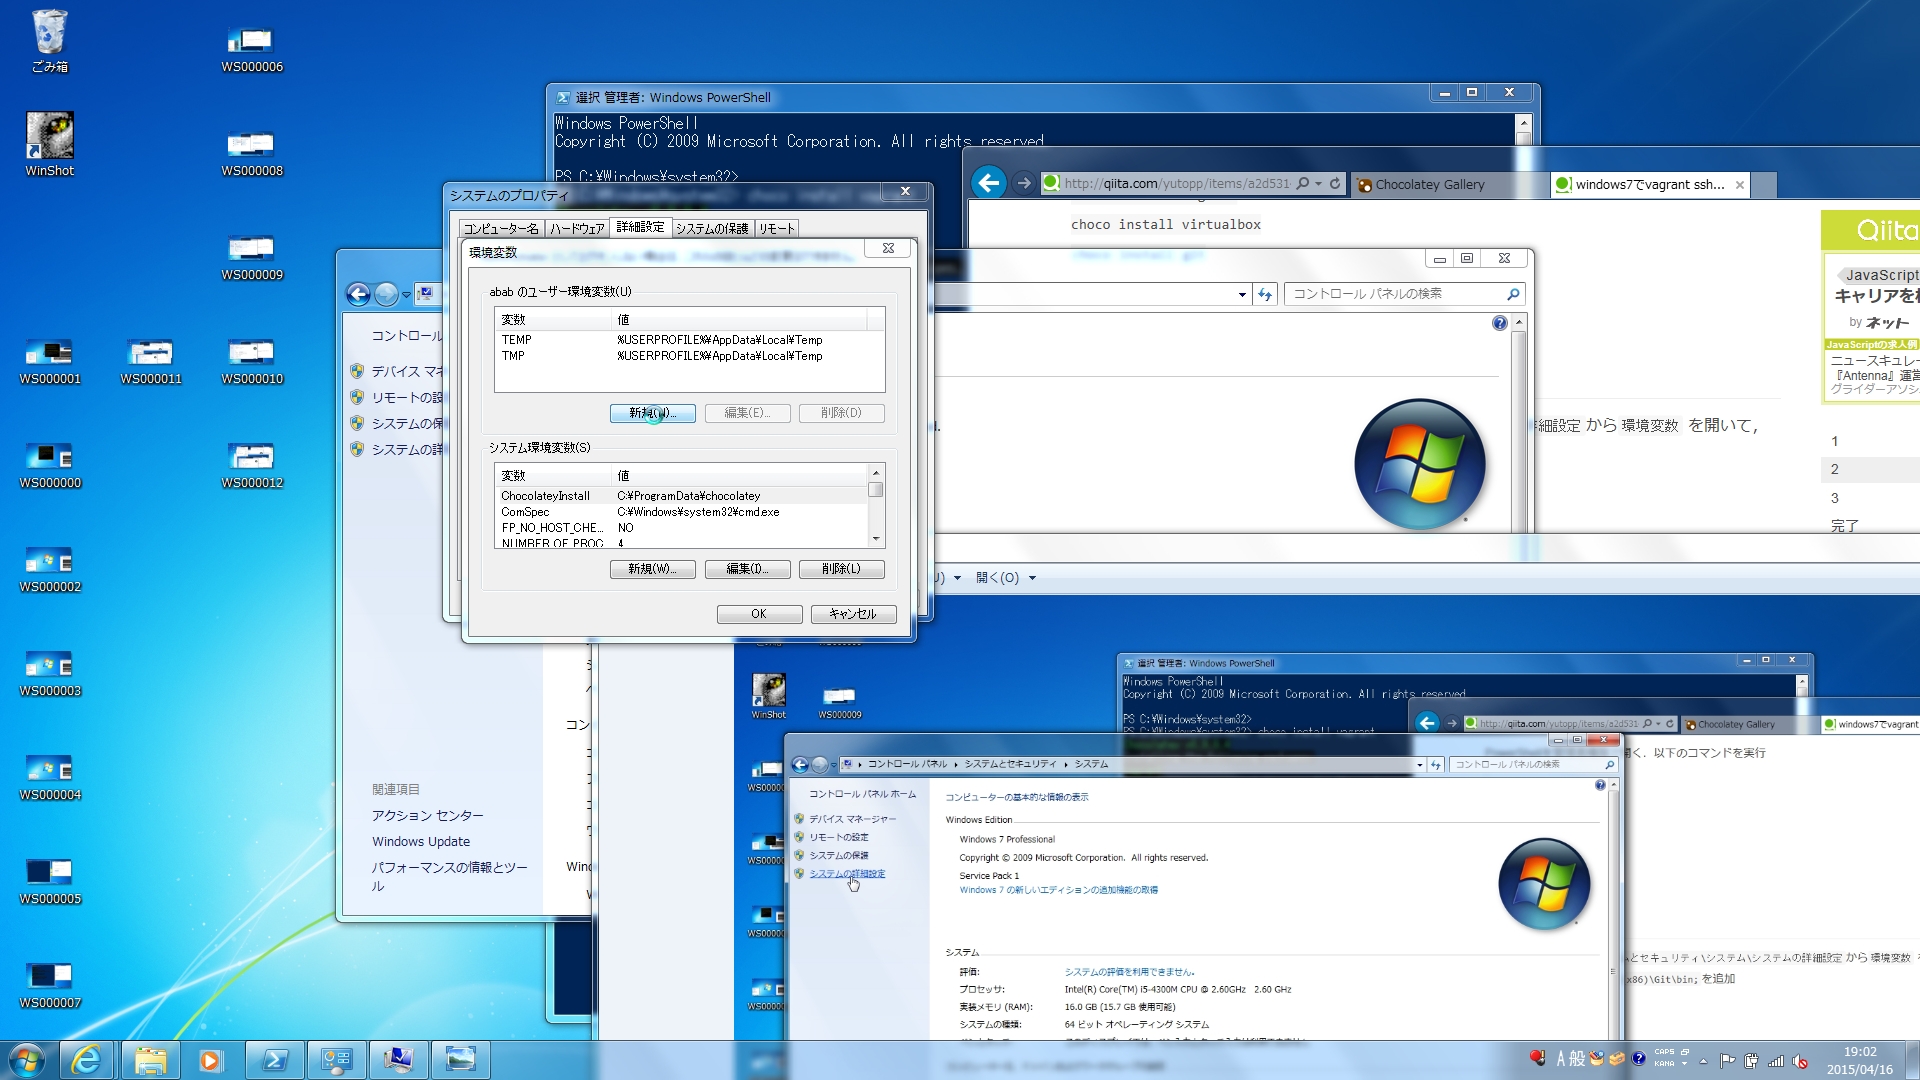 ごみ箱
WS000006
WinShot
WS000008
WS000009
WS000001
WS000011
WS000010
WS000000
WS000012
WS000002
WS000003
WS000004
WS000005
WS000007
選択 管理者: Windows PowerShell
Windows PowerShell
Copyright (C) 2009 Microsoft Corporation. All rights reserved
PS C:¥Windows¥system32>
http://qiita.com/yutopp/items/a2d531
Chocolatey Gallery
windows7でvagrant ssh...
choco install virtualbox
Qiita
JavaScript
by ネット
JavaScriptの求人例
ニュースキュレー
『Antenna』運営
グライダーアソシ
細設定 から 環境変数 を開いて,
1
2
3
完了
システムのプロパティ
コンピューター名
ハードウェア
詳細設定
システムの保護
リモート
環境変数
abab のユーザー環境変数(U)
変数 値
TEMP %USERPROFILE%¥AppData¥Local¥Temp
TMP %USERPROFILE%¥AppData¥Local¥Temp
編集(E)... 削除(D)
システム環境変数(S)
変数 値
ChocolateyInstall C:¥ProgramData¥chocolatey
ComSpec C:¥Windows¥system32¥cmd.exe
FP_NO_HOST_CHE... NO
NUMBER_OF_PROC 4
新規(W)... 編集(I)... 削除(L)
OK キャンセル
コントロール パネルの検索
コントロール
デバイス マネ
リモートの設
システムの保
システムの詳
関連項目
アクション センター
Windows Update
パフォーマンスの情報とツー
ル
コン
Wind
開く(O)
WinShot
WS000009
選択 管理者: Windows PowerShell
Windows PowerShell
Copyright (C) 2009 Microsoft Corporation. All rights reserved
PS C:¥Windows¥system32>
PS C:¥Windows¥system32> choco install vagrant
http://qiita.com/yutopp/items/a2d531
Chocolatey Gallery
windows7でvagrant
開く．以下のコマンドを実行
コントロール パネル
システムとセキュリティ
システム
コントロール パネルの検索
コントロール パネル ホーム
デバイス マネージャー
リモートの設定
システムの保護
システムの詳細設定
コンピューターの基本的な情報の表示
Windows Edition
Windows 7 Professional
Copyright © 2009 Microsoft Corporation. All rights reserved.
Service Pack 1
Windows 7 の新しいエディションの追加機能の取得
システム
評価: システムの評価を利用できません。
プロセッサ: Intel(R) Core(TM) i5-4300M CPU @ 2.60GHz 2.60 GHz
実装メモリ (RAM): 16.0 GB (15.7 GB 使用可能)
システムの種類: 64 ビット オペレーティング システム
とセキュリティ\システム\システムの詳細設定 から 環境変数
x86)\Git\bin; を追加
A 般
CAPS
KANA
19:02
2015/04/16